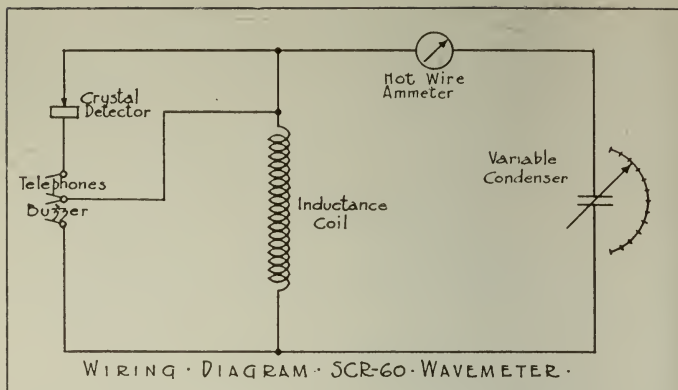 Crystal
Detector
Telephones
Buzzer
Inductance
Coil
Hot Wire
Ammeter
Variable
Condenser
WIRING · DIAGRAM · SCR-60 · WAVEMETER ·